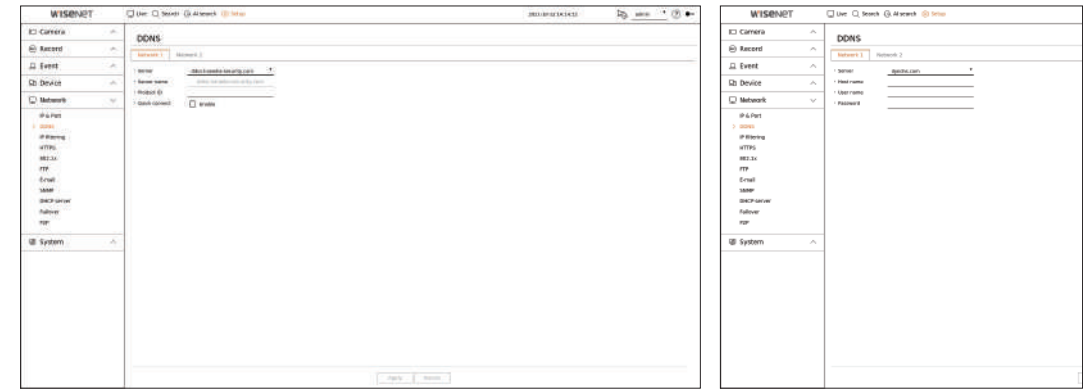 WISENET
Live Search AI search Setup
admin
Camera
Record
Event
Device
Network
IP & Port
DDNS
IP filtering
HTTPS
802.1x
FTP
E-mail
SNMP
DHCP server
Failover
P2P
System
DDNS
Network 1 Network 2
Server
Server name
Product ID
Quick connect Enable
Apply
WISENET
Live Search AI search Setup
Camera
Record
Event
Device
Network
IP & Port
DDNS
IP filtering
HTTPS
802.1x
FTP
E-mail
SNMP
DHCP server
Failover
P2P
System
DDNS
Network 1 Network 2
Server dyndns.com
Host name
User name
Password